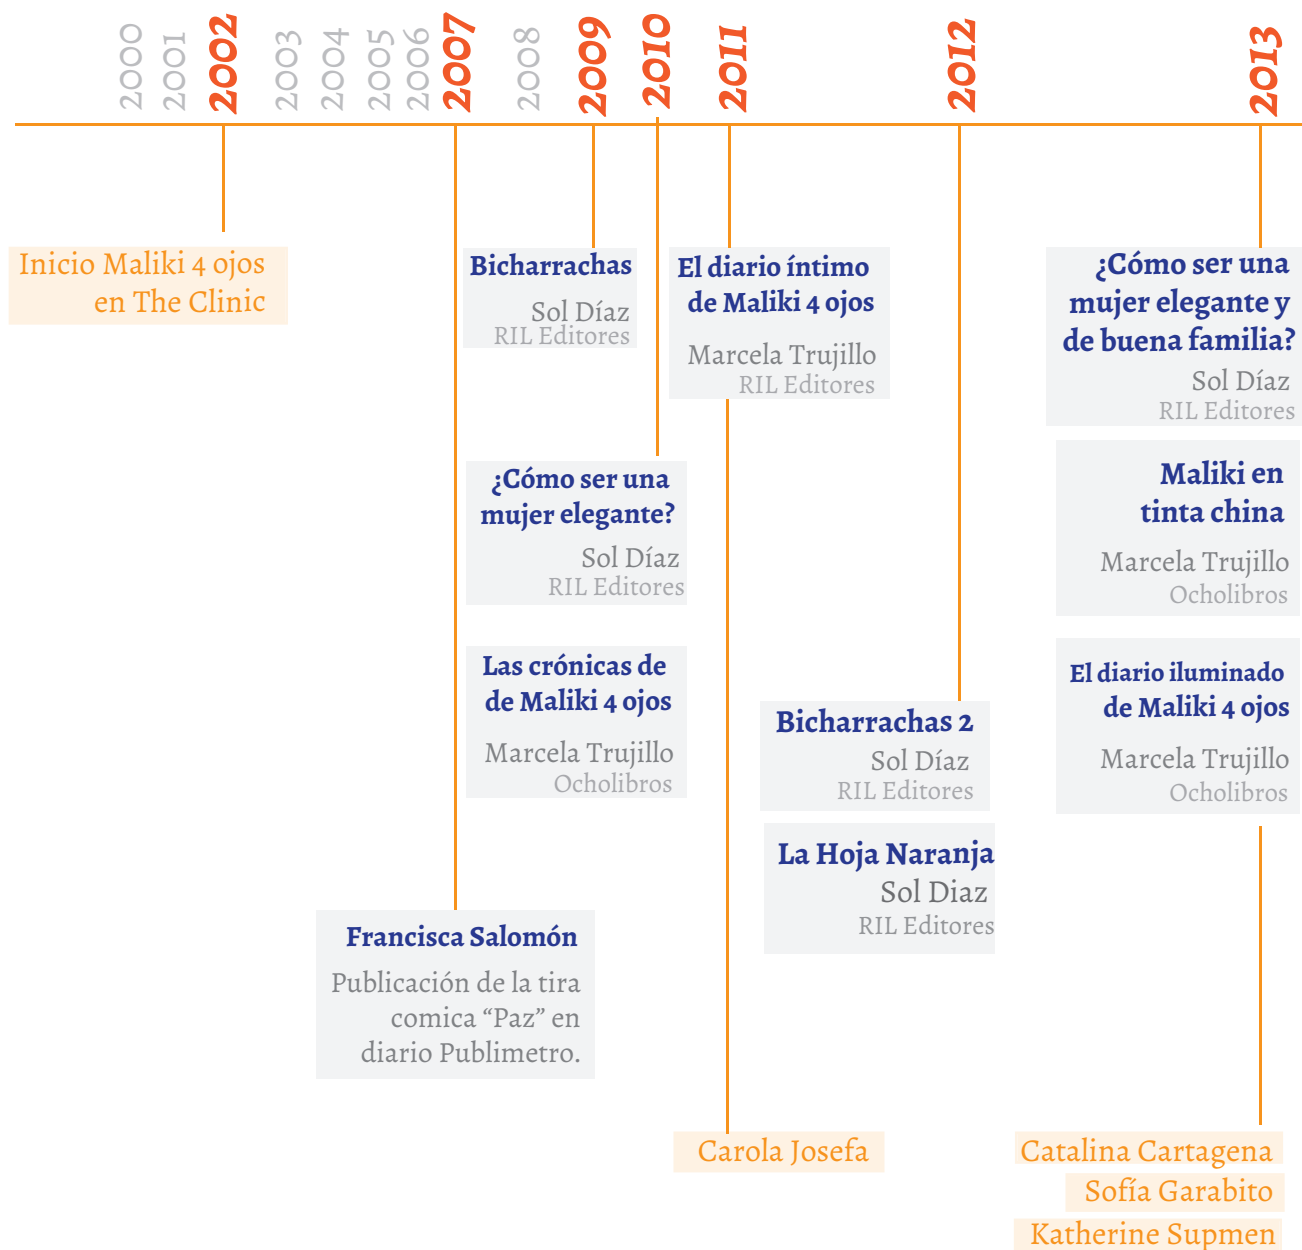 2000
2001
2002
2003
2004
2005
2006
2007
2008
2009
2010
2011
2012
2013
Inicio Maliki 4 ojos
en The Clinic
Bicharrachas
Sol Díaz
RIL Editores
El diario íntimo
de Maliki 4 ojos
Marcela Trujillo
RIL Editores
¿Cómo ser una
mujer elegante y
de buena familia?
Sol Díaz
RIL Editores
¿Cómo ser una
mujer elegante?
Sol Díaz
RIL Editores
Maliki en
tinta china
Marcela Trujillo
Ocholibros
Las crónicas de
de Maliki 4 ojos
Marcela Trujillo
Ocholibros
El diario iluminado
de Maliki 4 ojos
Marcela Trujillo
Ocholibros
Bicharrachas 2
Sol Díaz
RIL Editores
La Hoja Naranja
Sol Diaz
RIL Editores
Francisca Salomón
Publicación de la tira
comica “Paz” en
diario Publimetro.
Carola Josefa
Catalina Cartagena
Sofía Garabito
Katherine Supmen